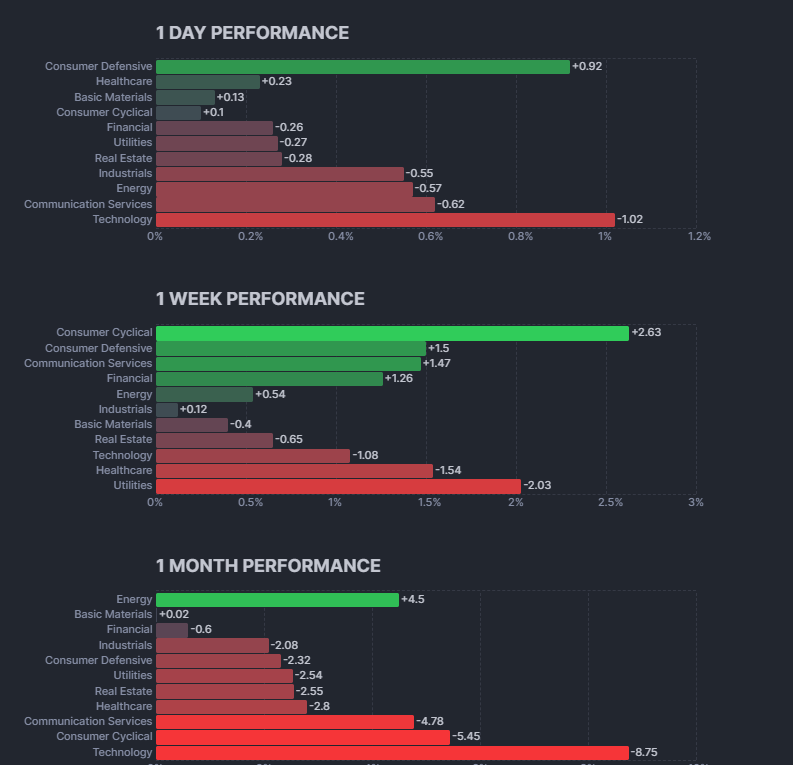 1 DAY PERFORMANCE
Consumer Defensive +0.92
Healthcare +0.23
Basic Materials +0.13
Consumer Cyclical +0.1
Financial -0.26
Utilities -0.27
Real Estate -0.28
Industrials -0.55
Energy -0.57
Communication Services -0.62
Technology -1.02
0% 0.2% 0.4% 0.6% 0.8% 1% 1.2%
1 WEEK PERFORMANCE
Consumer Cyclical +2.63
Consumer Defensive +1.5
Communication Services +1.47
Financial +1.26
Energy +0.54
Industrials +0.12
Basic Materials -0.4
Real Estate -0.65
Technology -1.08
Healthcare -1.54
Utilities -2.03
0% 0.5% 1% 1.5% 2% 2.5% 3%
1 MONTH PERFORMANCE
Energy +4.5
Basic Materials +0.02
Financial -0.6
Industrials -2.08
Consumer Defensive -2.32
Utilities -2.54
Real Estate -2.55
Healthcare -2.8
Communication Services -4.78
Consumer Cyclical -5.45
Technology -8.75